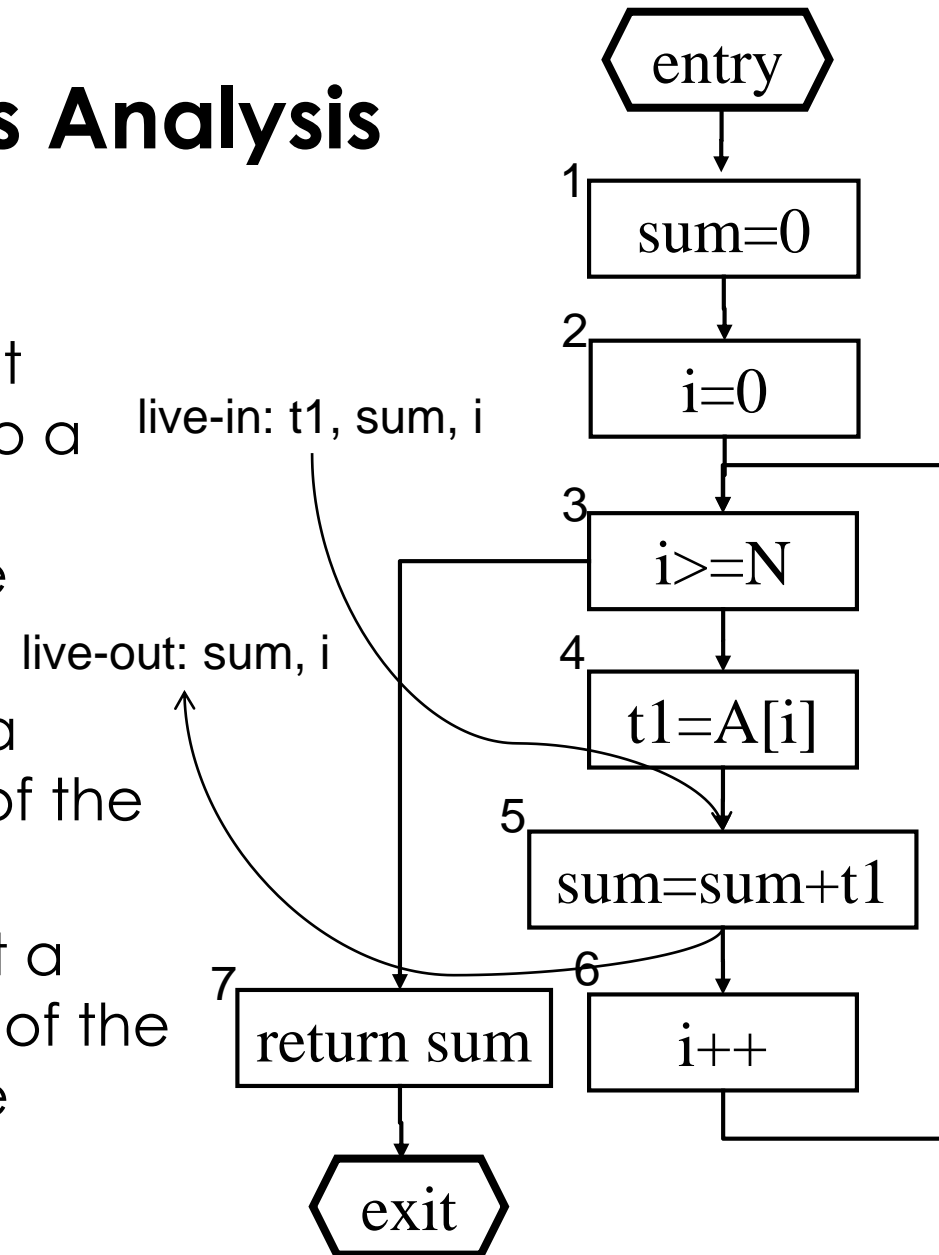 s Analysis
t
o a
e
a
of the
t a
of the
e
live-in: t1, sum, i
live-out: sum, i
entry
1
sum=0
2
i=0
3
i>=N
4
t1=A[i]
5
sum=sum+t1
6
i++
7
return sum
exit